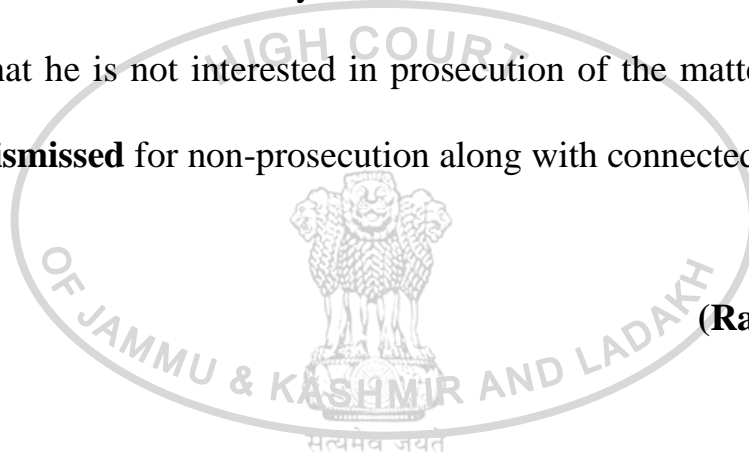 hat he is not interested in prosecution of the matt
ismissed for non-prosecution along with connected
(Ra
HIGH COURT
OF JAMMU & KASHMIR AND LADAKH
सत्यमेव जयते